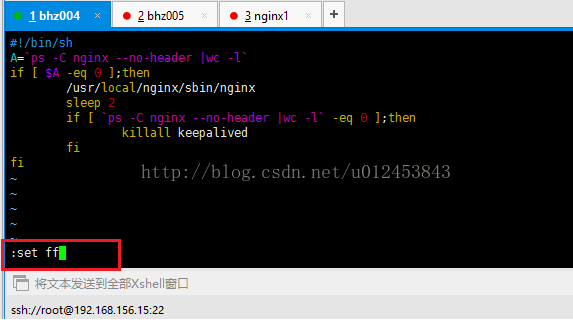 1 bhz004 × 2 bhz005 × 3 nginx1 × +
#!/bin/sh
A=`ps -C nginx --no-header |wc -l`
if [ $A -eq 0 ];then
        /usr/local/nginx/sbin/nginx
        sleep 2
        if [ `ps -C nginx --no-header |wc -l` -eq 0 ];then
                killall keepalived
        fi
fi
http://blog.csdn.net/u012453843
~
~
~
~
~
:set ff
将文本发送到全部Xshell窗口
ssh://root@192.168.156.15:22